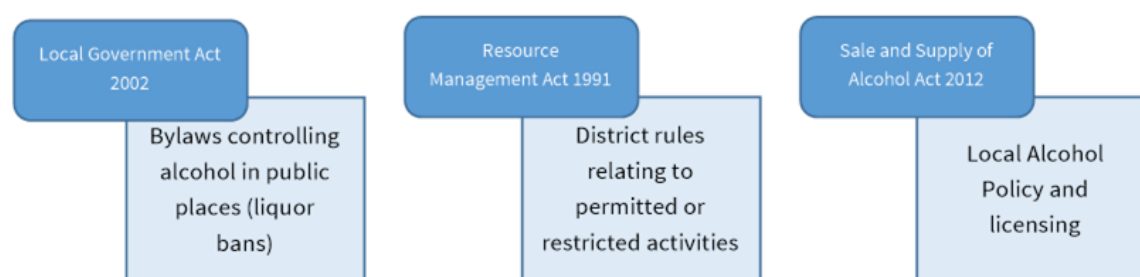 Local Government Act
2002
Bylaws controlling
alcohol in public
places (liquor
bans)
Resource
Management Act 1991
District rules
relating to
permitted or
restricted activities
Sale and Supply of
Alcohol Act 2012
Local Alcohol
Policy and
licensing